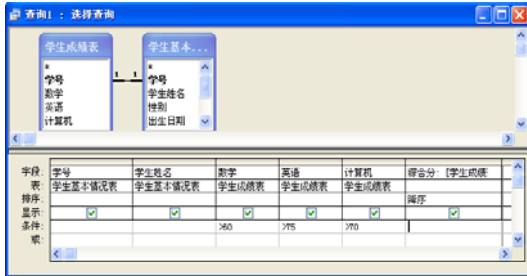 查询1 : 选择查询
学生成绩表
*
学号
数学
英语
计算机
1 1
学生基本...
*
学号
学生姓名
性别
出生日期
字段: 学号 学生姓名 数学 英语 计算机 综合分: [学生成绩
表: 学生基本情况表 学生基本情况表 学生成绩表 学生成绩表 学生成绩表
排序: 降序
显示:
条件: >60 >75 >70
或: